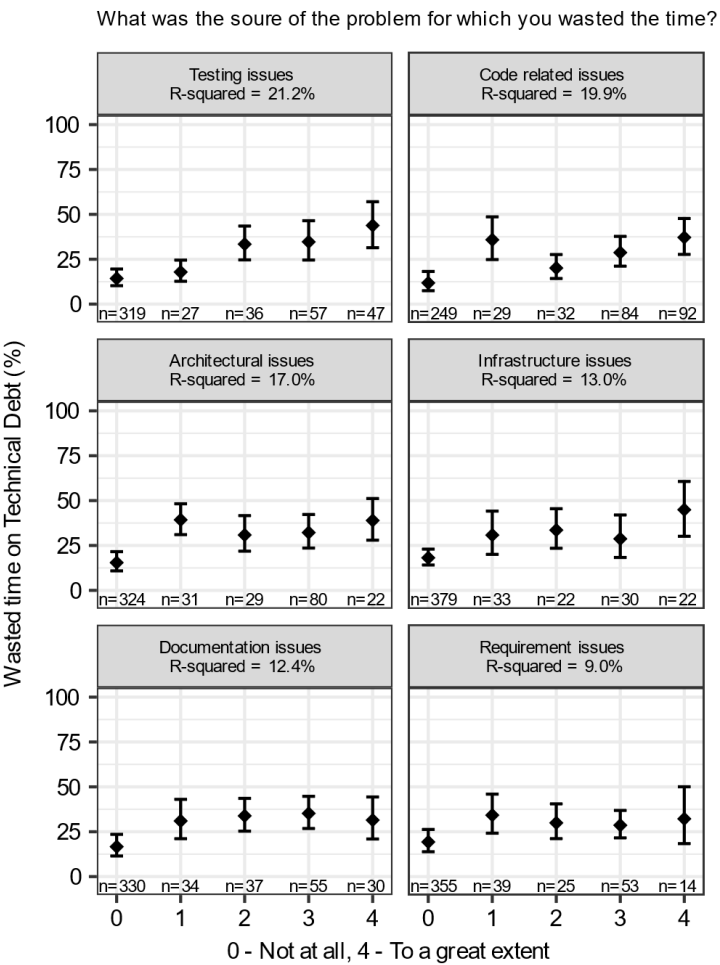 What was the soure of the problem for which you wasted the time?
Testing issues
R-squared = 21.2%
Code related issues
R-squared = 19.9%
100
75
50
25
0
n=319 n=27 n=36 n=57 n=47
n=249 n=29 n=32 n=84 n=92
Architectural issues
R-squared = 17.0%
Infrastructure issues
R-squared = 13.0%
Wasted time on Technical Debt (%)
100
75
50
25
0
n=324 n=31 n=29 n=80 n=22
n=379 n=33 n=22 n=30 n=22
Documentation issues
R-squared = 12.4%
Requirement issues
R-squared = 9.0%
100
75
50
25
0
n=330 n=34 n=37 n=55 n=30
n=355 n=39 n=25 n=53 n=14
0 1 2 3 4
0 1 2 3 4
0 - Not at all, 4 - To a great extent